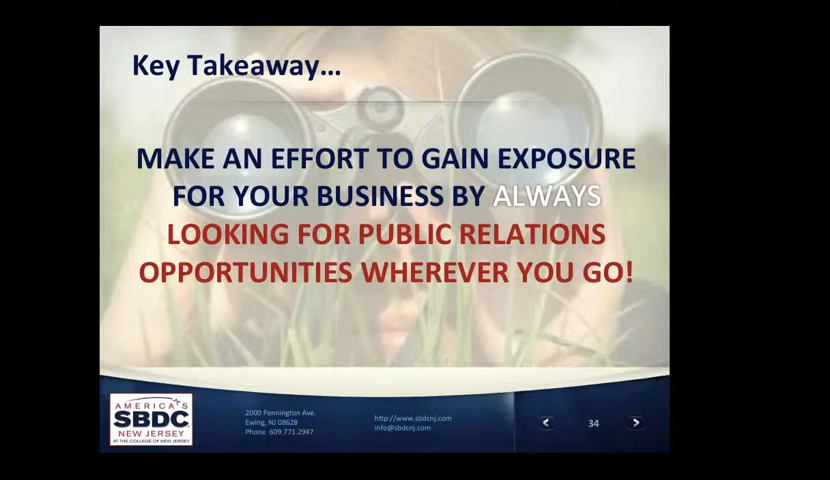 Key Takeaway...
MAKE AN EFFORT TO GAIN EXPOSURE
FOR YOUR BUSINESS BY ALWAYS
LOOKING FOR PUBLIC RELATIONS
OPPORTUNITIES WHEREVER YOU GO!
AMERICA'S
SBDC
NEW JERSEY
AT THE COLLEGE OF NEW JERSEY
2000 Pennington Ave.
Ewing, NJ 08628
Phone 609.771.2947
http://www.sbdcnj.com
info@sbdcnj.com
34